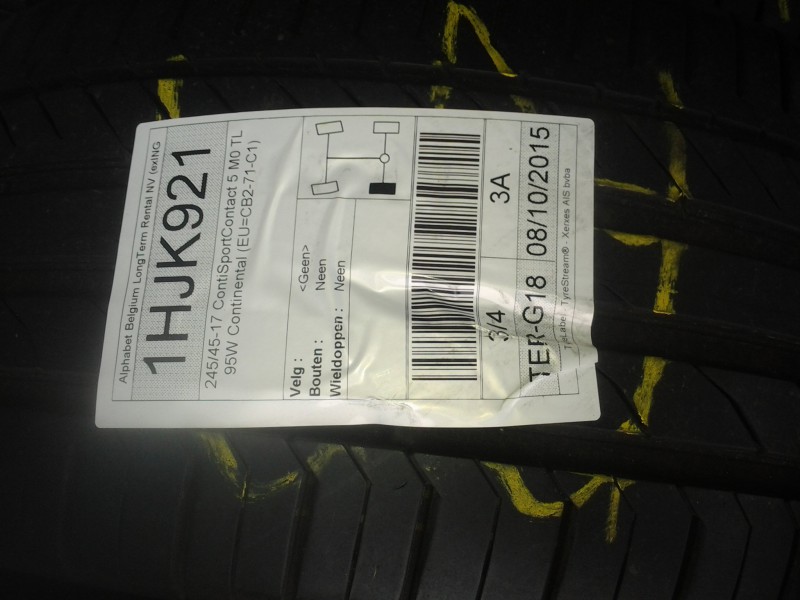 Alphabet Belgium LongTerm Rental NV (exING
1HJK921
245/45-17 ContiSportContact 5 MO TL
95W Continental (EU=CB2-71-C1)
Velg : <Geen>
Bouten : Neen
Wieldoppen : Neen
3/4 3A
TER-G18 08/10/2015
TyreStream® - Xerxes AIS bvba